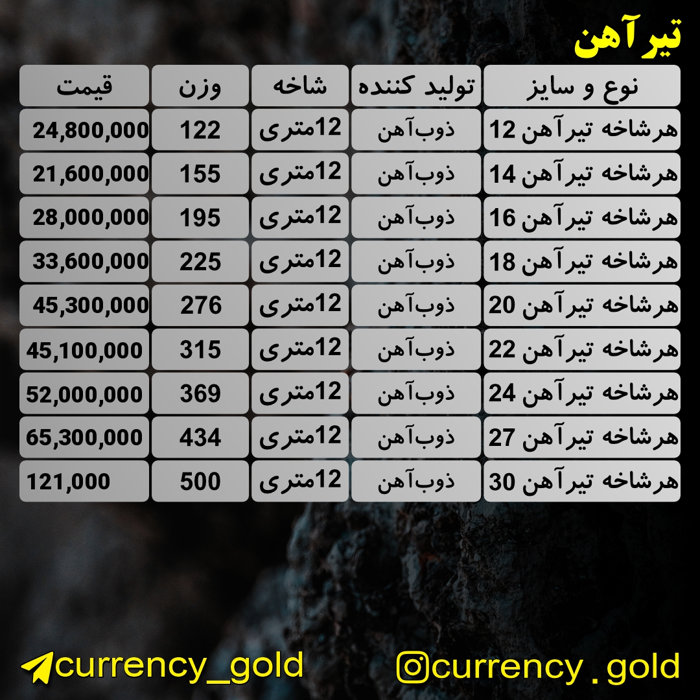 تیرآهن
نوع و سایز تولید کننده شاخه وزن قیمت
هرشاخه تیرآهن 12 ذوب‌آهن 12متری 122 24,800,000
هرشاخه تیرآهن 14 ذوب‌آهن 12متری 155 21,600,000
هرشاخه تیرآهن 16 ذوب‌آهن 12متری 195 28,000,000
هرشاخه تیرآهن 18 ذوب‌آهن 12متری 225 33,600,000
هرشاخه تیرآهن 20 ذوب‌آهن 12متری 276 45,300,000
هرشاخه تیرآهن 22 ذوب‌آهن 12متری 315 45,100,000
هرشاخه تیرآهن 24 ذوب‌آهن 12متری 369 52,000,000
هرشاخه تیرآهن 27 ذوب‌آهن 12متری 434 65,300,000
هرشاخه تیرآهن 30 ذوب‌آهن 12متری 500 121,000
currency_gold
currency.gold